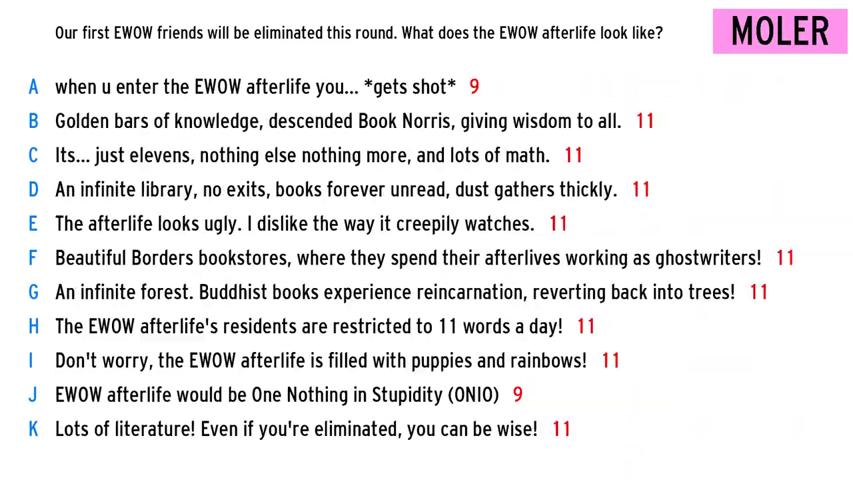 Our first EWOW friends will be eliminated this round. What does the EWOW afterlife look like?
MOLER
A when u enter the EWOW afterlife you... *gets shot* 9
B Golden bars of knowledge, descended Book Norris, giving wisdom to all. 11
C Its... just elevens, nothing else nothing more, and lots of math. 11
D An infinite library, no exits, books forever unread, dust gathers thickly. 11
E The afterlife looks ugly. I dislike the way it creepily watches. 11
F Beautiful Borders bookstores, where they spend their afterlives working as ghostwriters! 11
G An infinite forest. Buddhist books experience reincarnation, reverting back into trees! 11
H The EWOW afterlife's residents are restricted to 11 words a day! 11
I Don't worry, the EWOW afterlife is filled with puppies and rainbows! 11
J EWOW afterlife would be One Nothing in Stupidity (ONIO) 9
K Lots of literature! Even if you're eliminated, you can be wise! 11